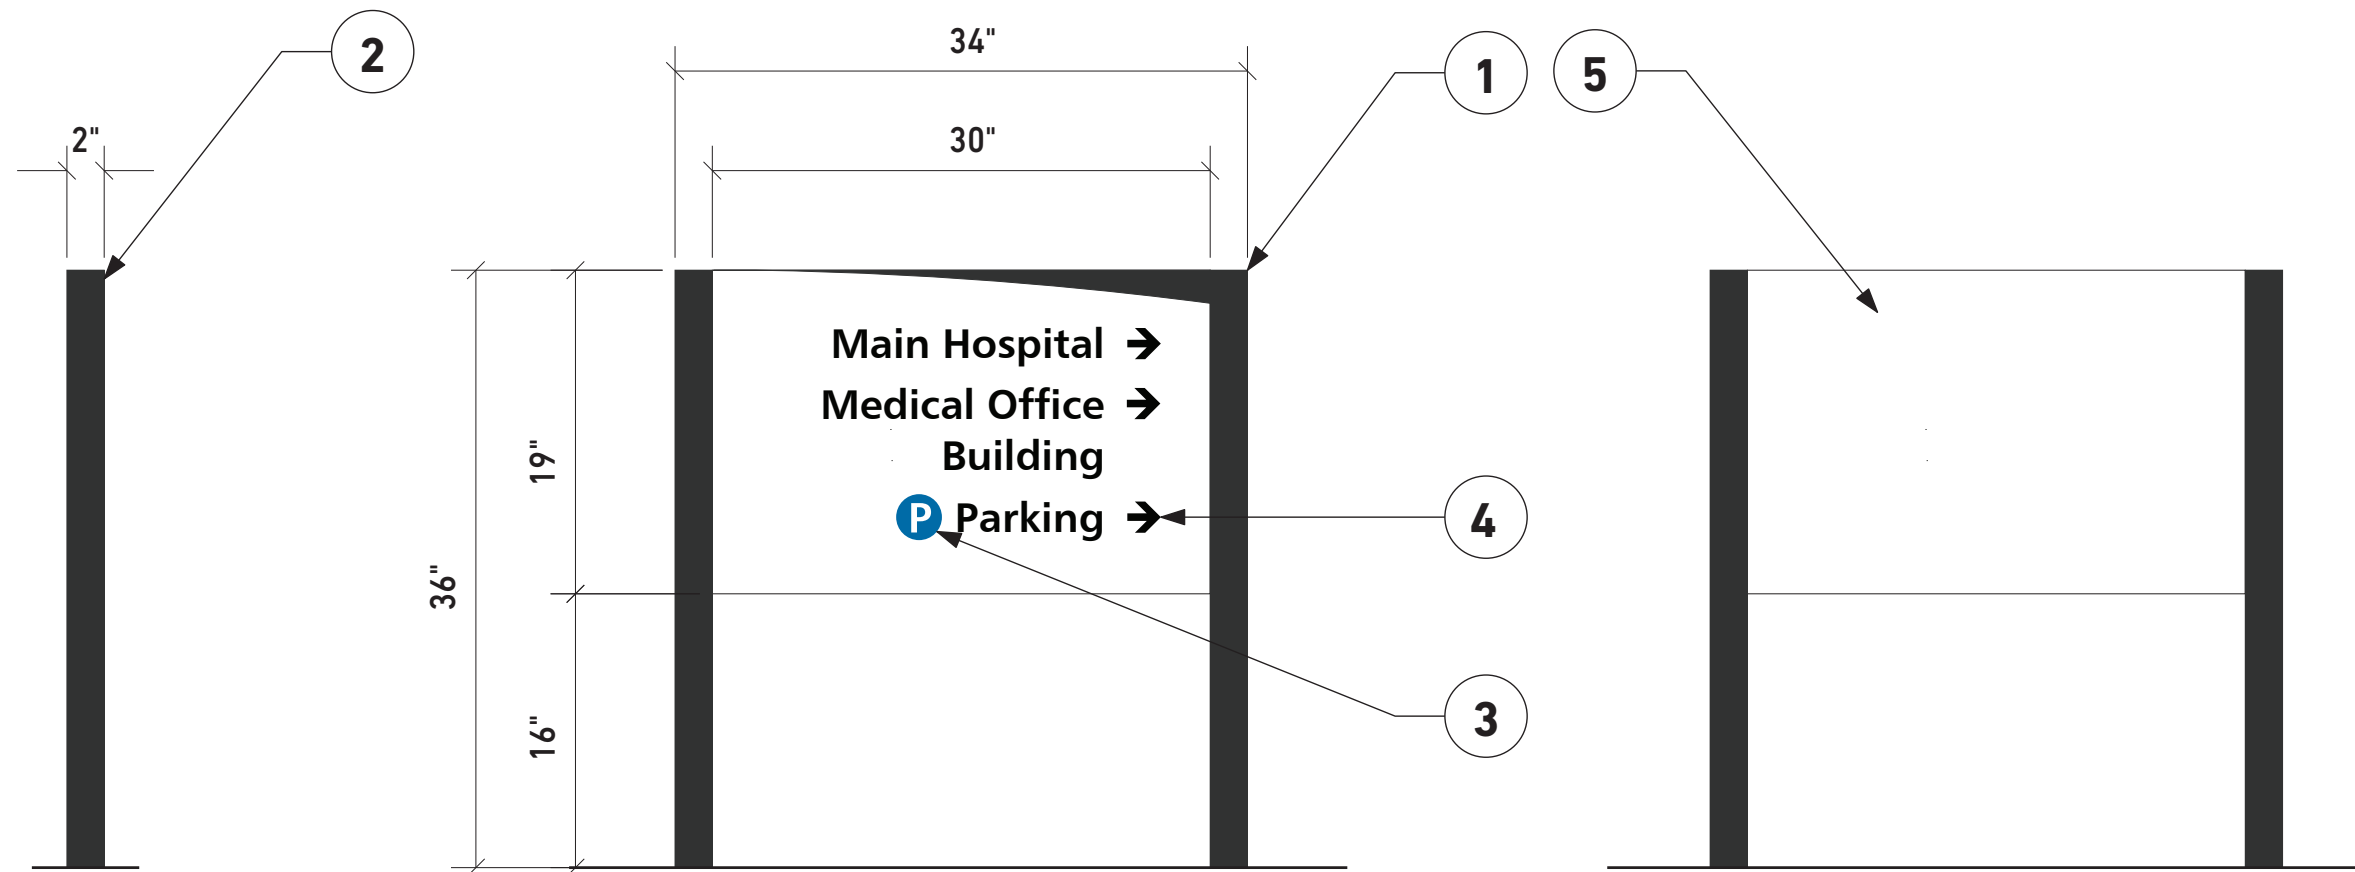 2
34"
1
5
2"
30"
Main Hospital →
Medical Office →
Building
19"
P Parking →
4
36"
3
16"